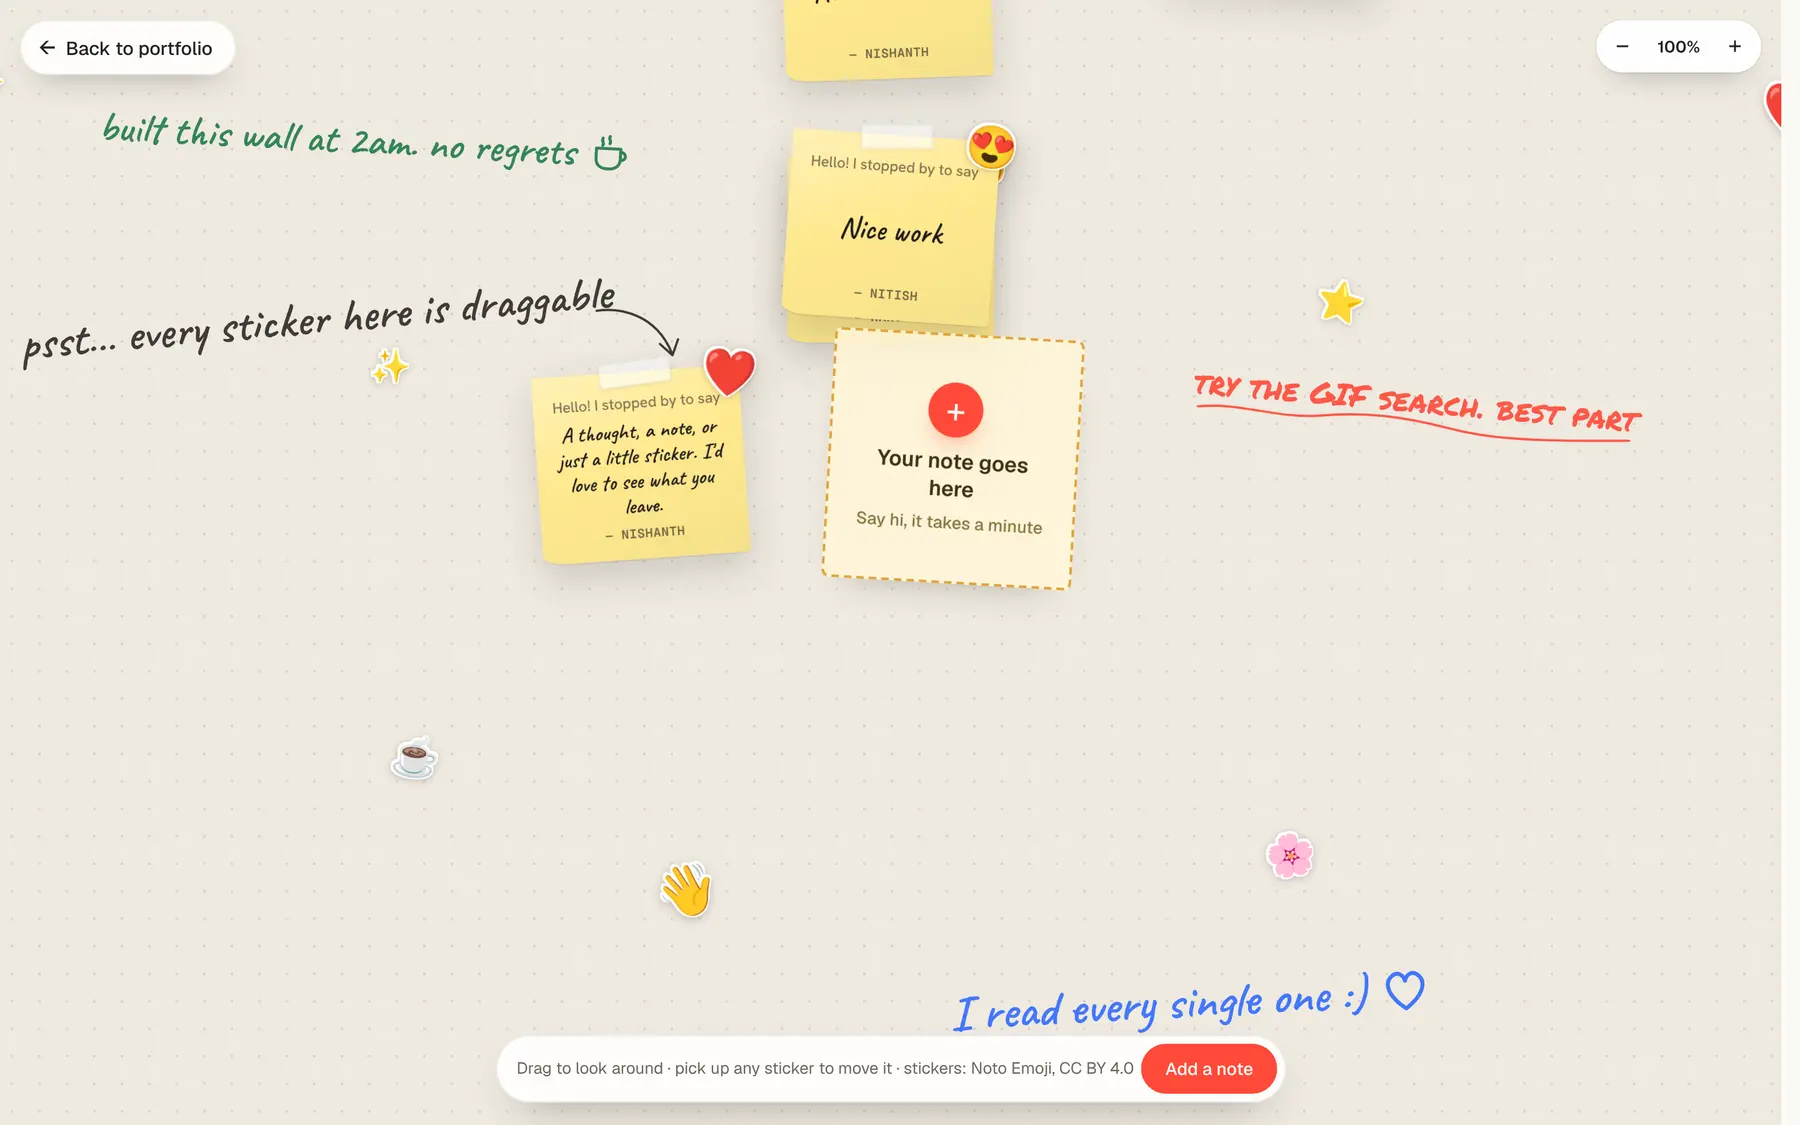 ← Back to portfolio
− 100% +
— NISHANTH
built this wall at 2am. no regrets
Hello! I stopped by to say
Nice work
— NITISH
psst... every sticker here is draggable
Hello! I stopped by to say
A thought, a note, or
just a little sticker. I'd
love to see what you
leave.
— NISHANTH
+
Your note goes
here
Say hi, it takes a minute
TRY THE GIF SEARCH. BEST PART
I read every single one :)
Drag to look around · pick up any sticker to move it · stickers: Noto Emoji, CC BY 4.0
Add a note